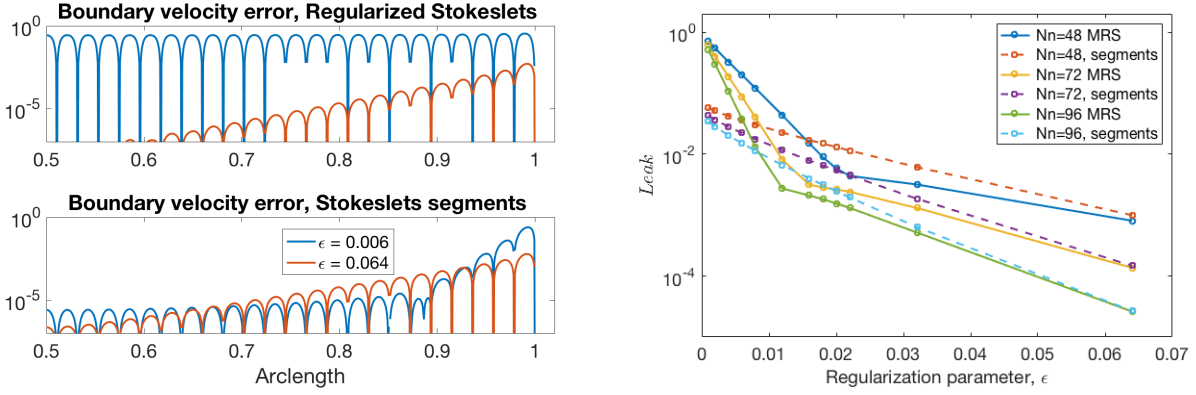 Boundary velocity error, Regularized Stokeslets
10^0
10^-5
0.5 0.6 0.7 0.8 0.9 1
Boundary velocity error, Stokeslets segments
10^0
ϵ = 0.006
ϵ = 0.064
10^-5
0.5 0.6 0.7 0.8 0.9 1
Arclength
10^0
Nn=48 MRS
Nn=48, segments
Nn=72 MRS
Nn=72, segments
Nn=96 MRS
Nn=96, segments
10^-2
Leak
10^-4
0 0.01 0.02 0.03 0.04 0.05 0.06 0.07
Regularization parameter, ϵ